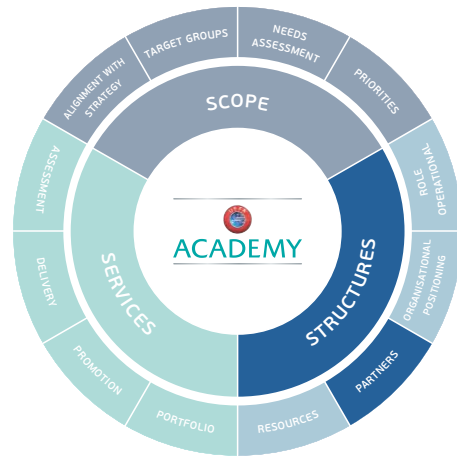 ALIGNMENT WITH
STRATEGY
TARGET GROUPS
NEEDS
ASSESSMENT
PRIORITIES
ROLE
OPERATIONAL
ORGANISATIONAL
POSITIONING
PARTNERS
RESOURCES
PORTFOLIO
PROMOTION
DELIVERY
ASSESSMENT
SCOPE
STRUCTURES
SERVICES
UEFA
ACADEMY